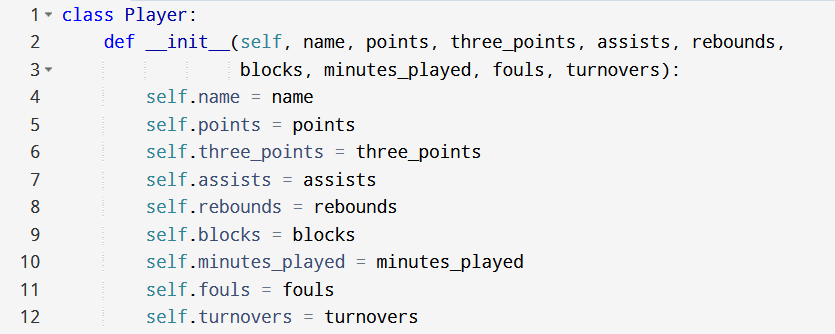 1 class Player:
2     def __init__(self, name, points, three_points, assists, rebounds,
3                  blocks, minutes_played, fouls, turnovers):
4         self.name = name
5         self.points = points
6         self.three_points = three_points
7         self.assists = assists
8         self.rebounds = rebounds
9         self.blocks = blocks
10         self.minutes_played = minutes_played
11         self.fouls = fouls
12         self.turnovers = turnovers